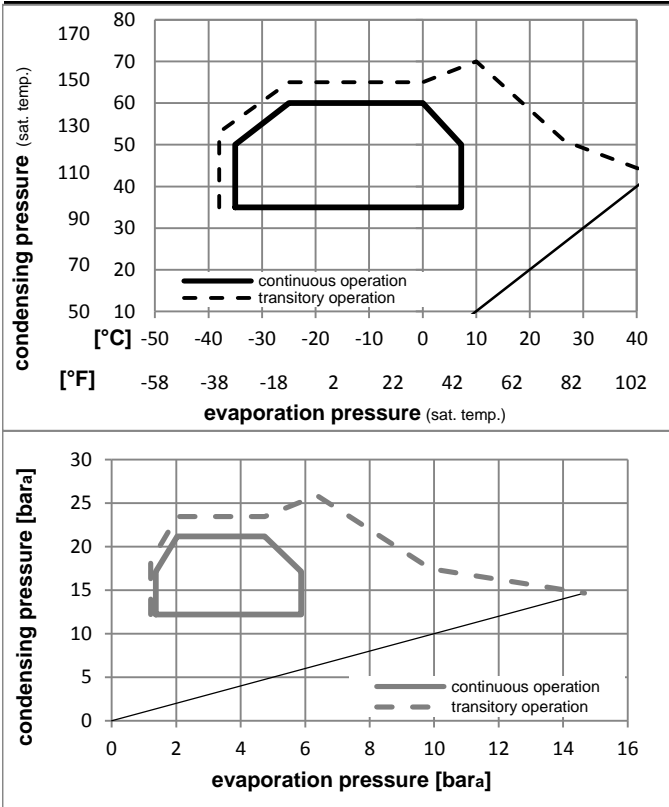 condensing pressure (sat. temp.)
170 80
70
150
60
130
50
110
40
90
30
70 20
50 10
continuous operation
transitory operation
[°C] -50 -40 -30 -20 -10 0 10 20 30 40
[°F] -58 -38 -18 2 22 42 62 82 102
evaporation pressure (sat. temp.)
condensing pressure [bara]
30
25
20
15
10
5
0
continuous operation
transitory operation
0 2 4 6 8 10 12 14 16
evaporation pressure [bara]